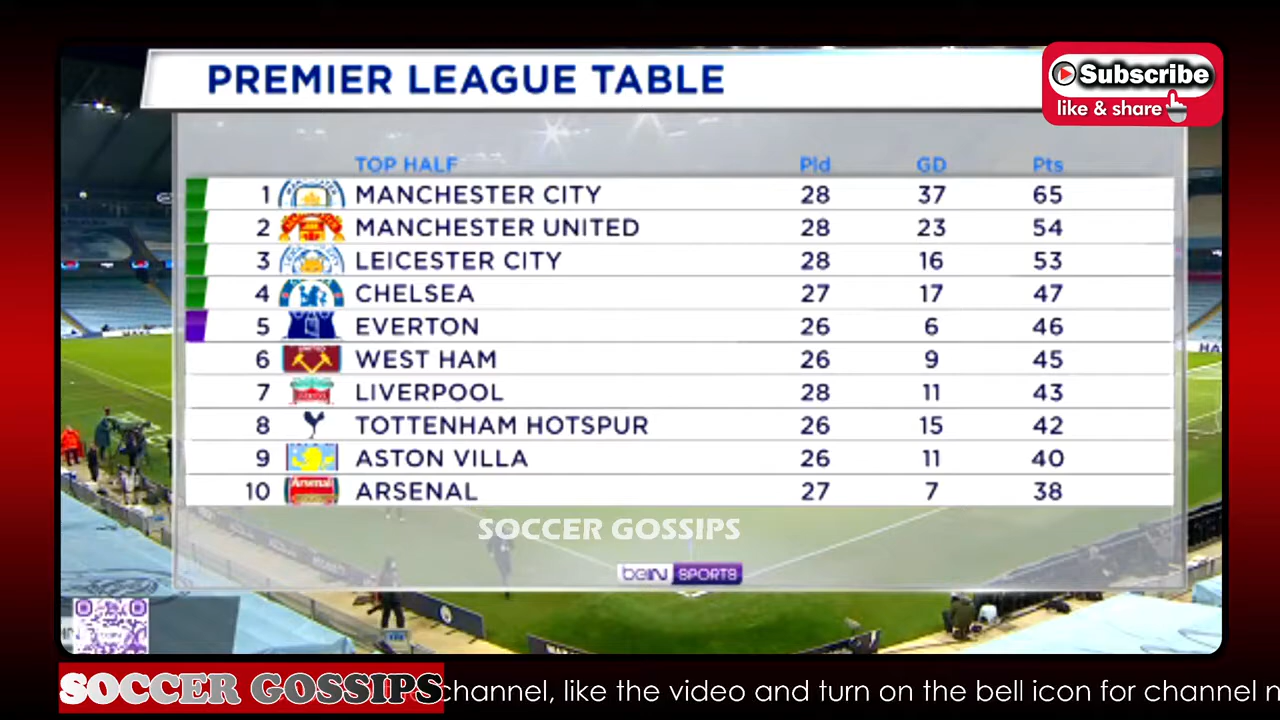 PREMIER LEAGUE TABLE
Subscribe
like & share
TOP HALF Pld GD Pts
1 MANCHESTER CITY 28 37 65
2 MANCHESTER UNITED 28 23 54
3 LEICESTER CITY 28 16 53
4 CHELSEA 27 17 47
5 EVERTON 26 6 46
6 WEST HAM 26 9 45
7 LIVERPOOL 28 11 43
8 TOTTENHAM HOTSPUR 26 15 42
9 ASTON VILLA 26 11 40
10 Arsenal ARSENAL 27 7 38
SOCCER GOSSIPS
beIN SPORTS
SOCCER GOSSIPS channel, like the video and turn on the bell icon for channel